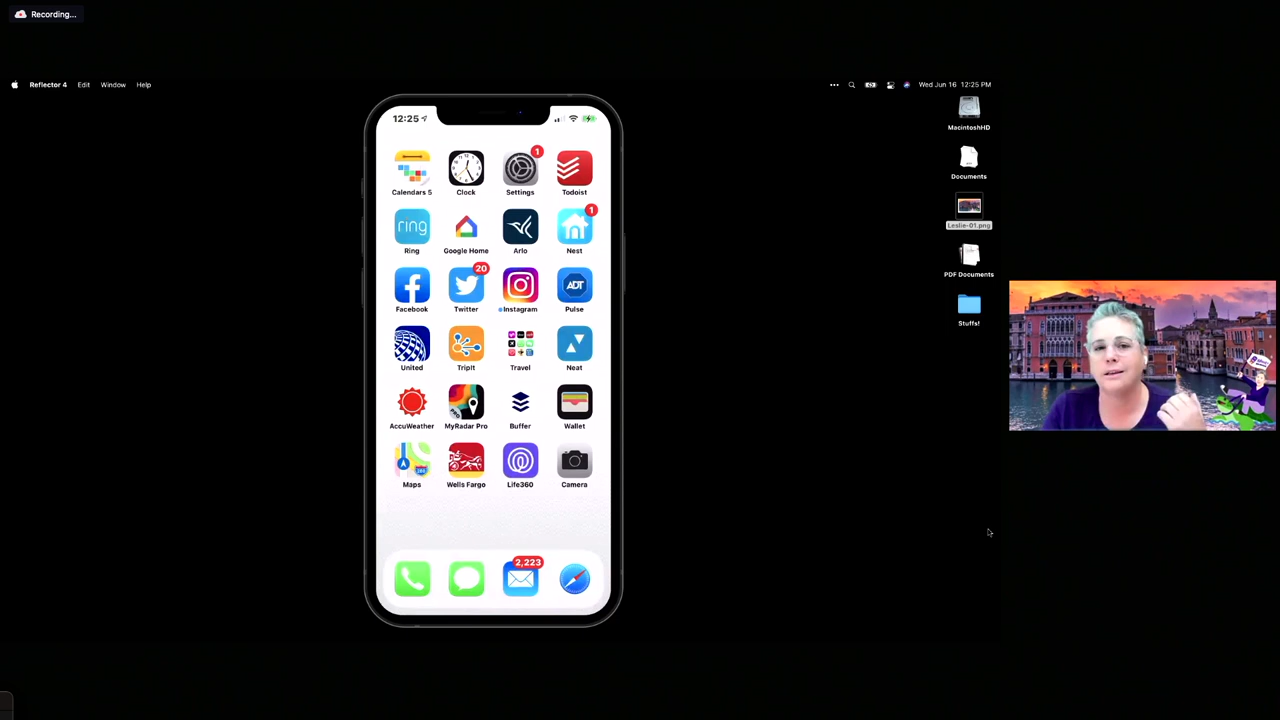 Recording...
Reflector 4 Edit Window Help
Wed Jun 16 12:25 PM
12:25
MacintoshHD
Documents
Leslie-01.png
PDF Documents
Stuffs!
1
Calendars 5 Clock Settings Todoist
ring
1
Ring Google Home Arlo Nest
20
ADT
Facebook Twitter Instagram Pulse
United TripIt Travel Neat
PRO
AccuWeather MyRadar Pro Buffer Wallet
280
Maps Wells Fargo Life360 Camera
2,223